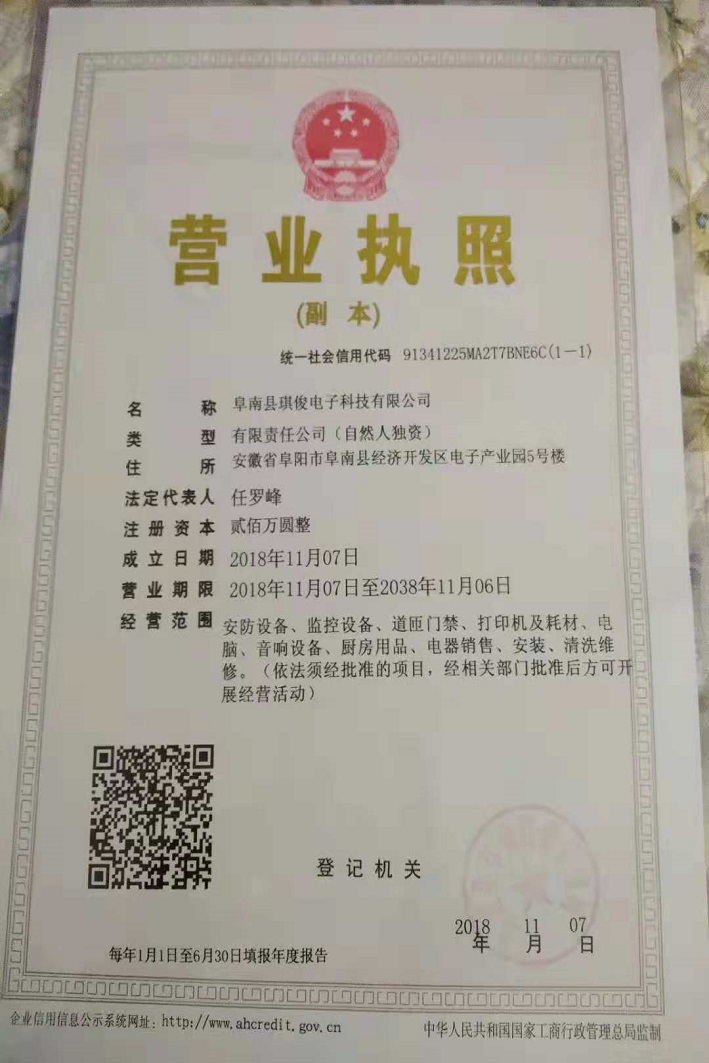 营业执照
(副 本)
统一社会信用代码 91341225MA2T7BNE6C(1-1)
名称 阜南县琪俊电子科技有限公司
类型 有限责任公司（自然人独资）
住所 安徽省阜阳市阜南县经济开发区电子产业园5号楼
法定代表人 任罗峰
注册资本 贰佰万圆整
成立日期 2018年11月07日
营业期限 2018年11月07日至2038年11月06日
经营范围 安防设备、监控设备、道匝门禁、打印机及耗材、电
脑、音响设备、厨房用品、电器销售、安装、清洗维
修。（依法须经批准的项目，经相关部门批准后方可开
展经营活动）
登记机关
2018年 11月 07日
每年1月1日至6月30日填报年度报告
企业信用信息公示系统网址：http://www.ahcredit.gov.cn
中华人民共和国国家工商行政管理总局监制